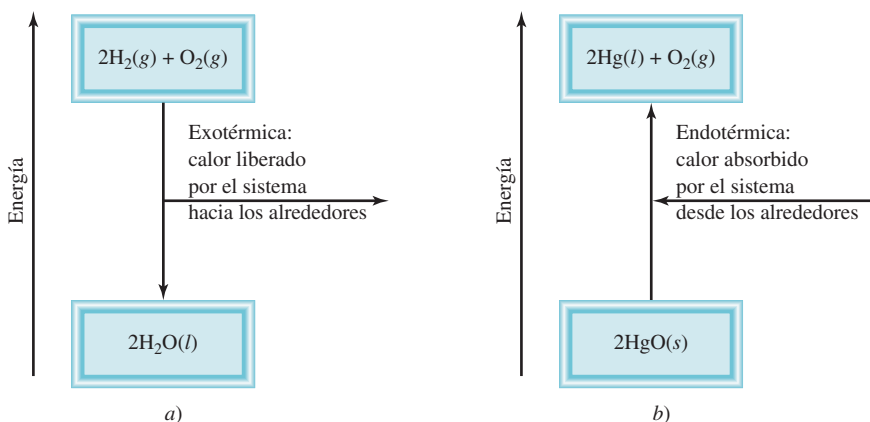 Energía
2H₂(g) + O₂(g)
Exotérmica:
calor liberado
por el sistema
hacia los alrededores
2H₂O(l)
a)
Energía
2Hg(l) + O₂(g)
Endotérmica:
calor absorbido
por el sistema
desde los alrededores
2HgO(s)
b)